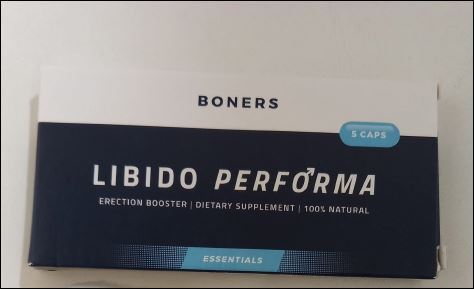 BONERS
5 CAPS
LIBIDO PERFORMA
ERECTION BOOSTER | DIETARY SUPPLEMENT | 100% NATURAL
ESSENTIALS